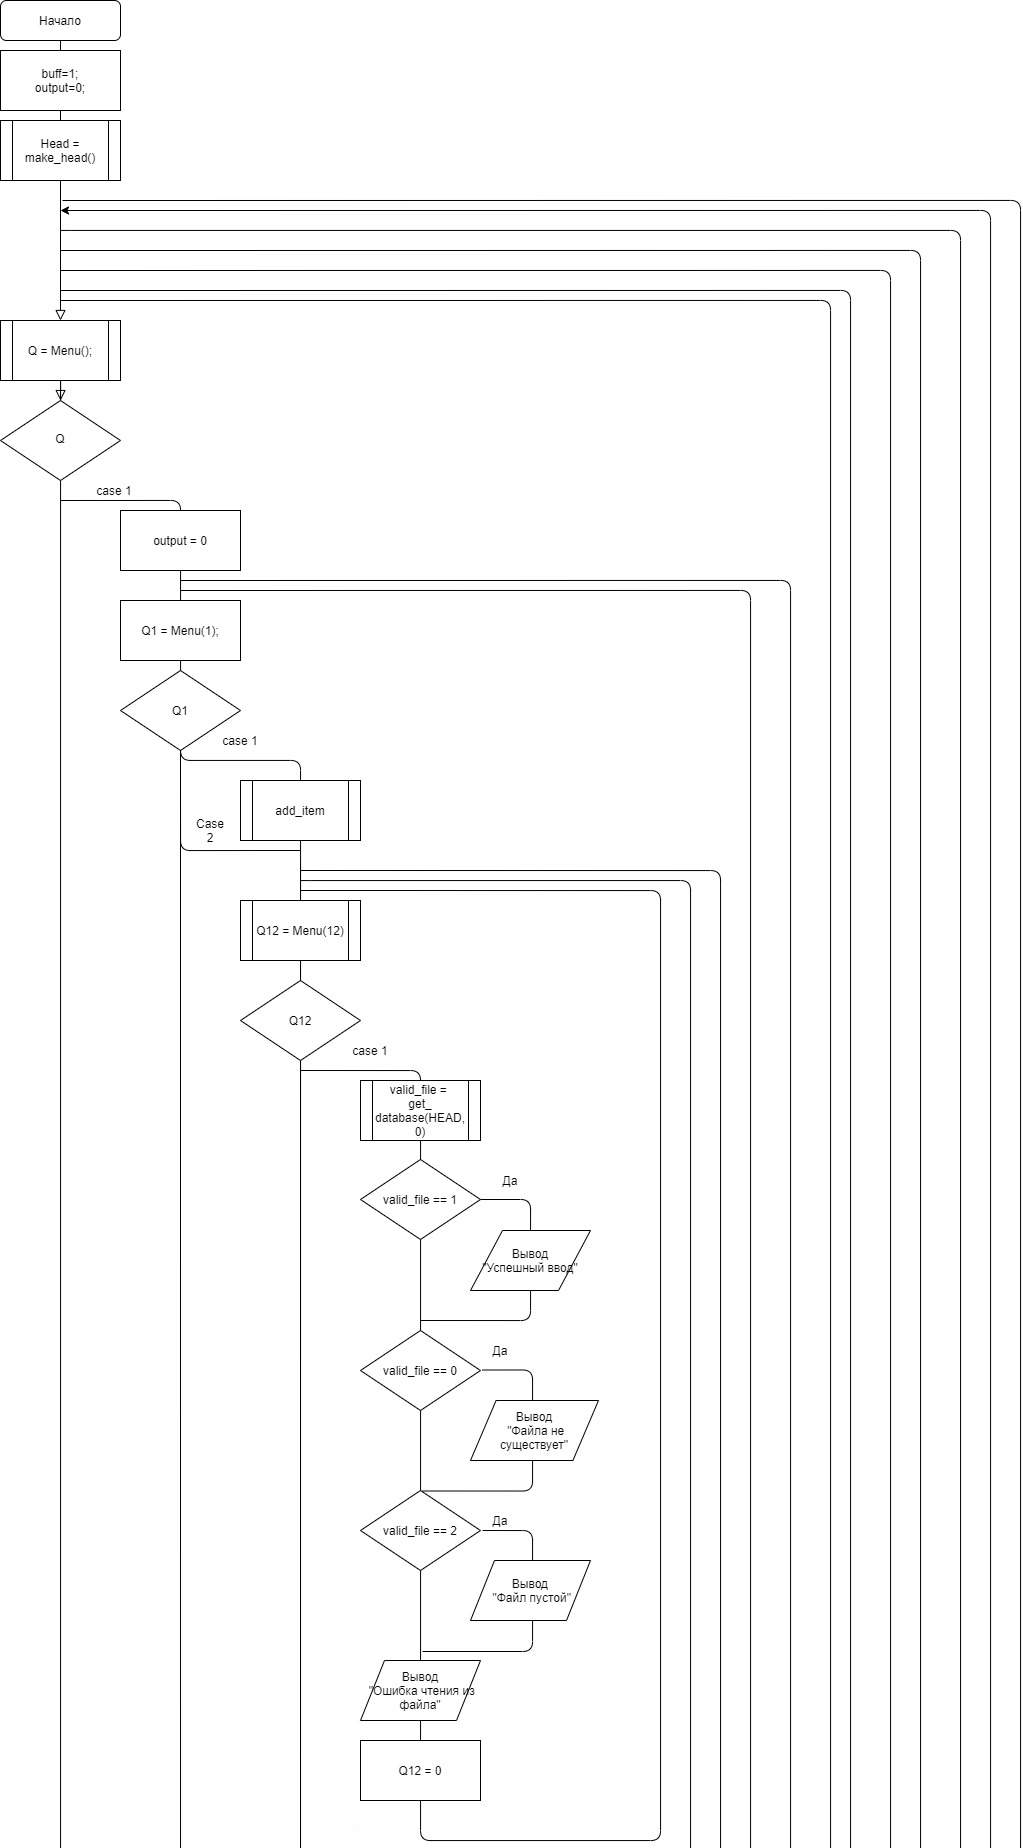 Начало
buff=1;
output=0;
Head =
make_head()
Q = Menu();
Q
case 1
output = 0
Q1 = Menu(1);
Q1
case 1
add_item
Case
2
Q12 = Menu(12)
Q12
case 1
valid_file =
get_
database(HEAD,
0)
valid_file == 1
Да
Вывод
"Успешный ввод"
valid_file == 0
Да
Вывод
"Файла не
существует"
valid_file == 2
Да
Вывод
"Файл пустой"
Вывод
"Ошибка чтения из
файла"
Q12 = 0